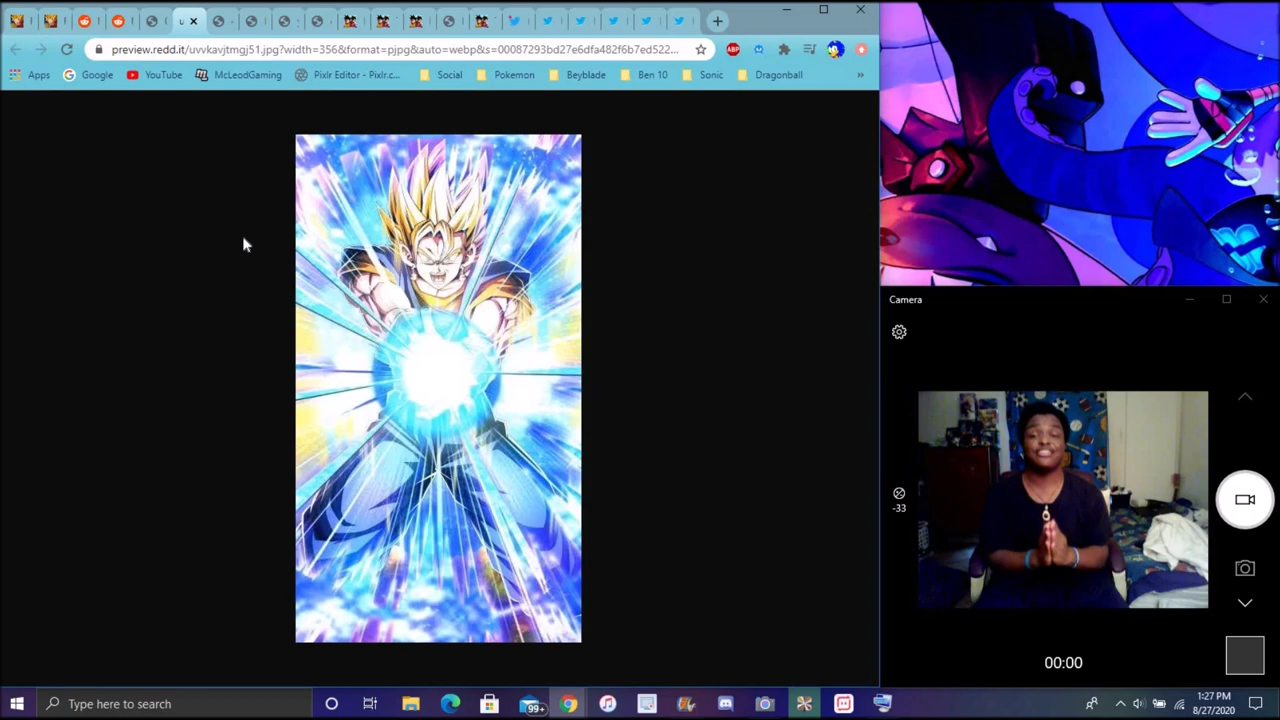 preview.redd.it/uvvkavjtmgj51.jpg?width=356&format=pjpg&auto=webp&s=00087293bd27e6dfa482f6b7ed522...
ABP
Apps
Google
YouTube
McLeodGaming
Pixlr Editor - Pixlr.c...
Social
Pokemon
Beyblade
Ben 10
Sonic
Dragonball
»
Camera
-33
00:00
Type here to search
99+
1:27 PM
8/27/2020